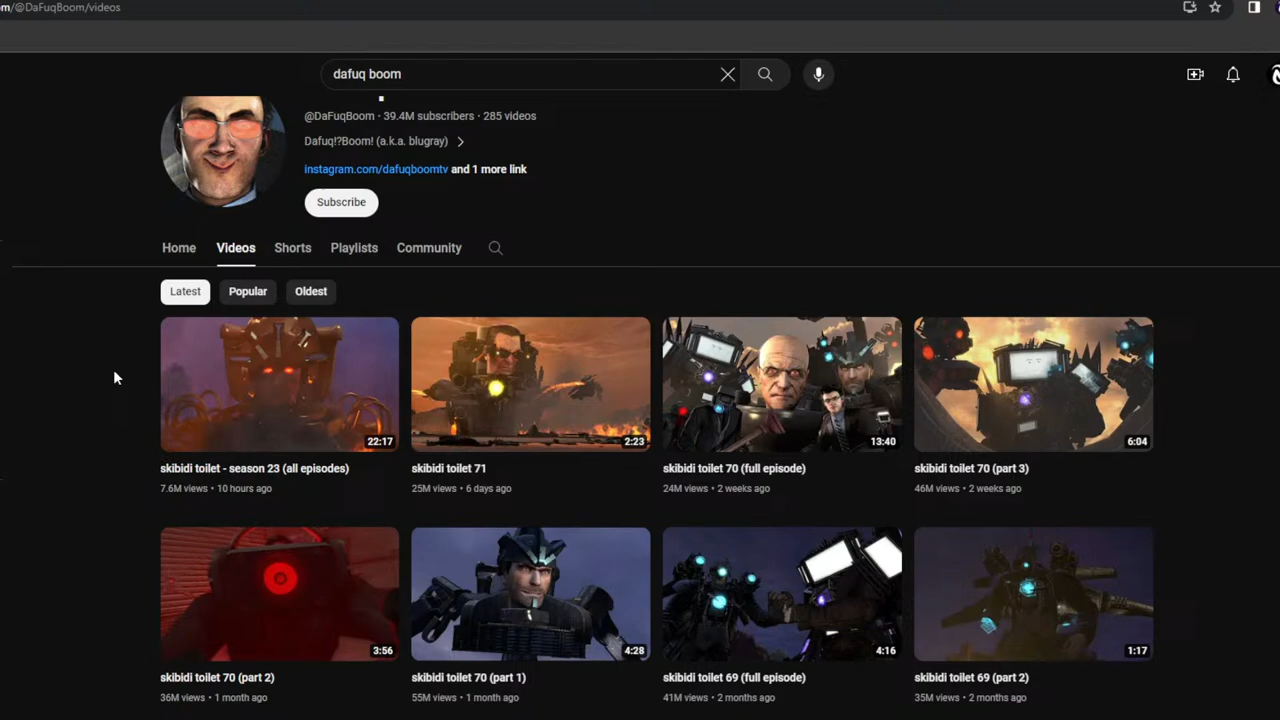 m/@DaFuqBoom/videos
dafuq boom
@DaFuqBoom · 39.4M subscribers · 285 videos
Dafuq!?Boom! (a.k.a. blugray)
instagram.com/dafuqboomtv and 1 more link
Subscribe
Home Videos Shorts Playlists Community
Latest Popular Oldest
22:17 2:23 13:40 6:04
skibidi toilet - season 23 (all episodes) skibidi toilet 71 skibidi toilet 70 (full episode) skibidi toilet 70 (part 3)
7.6M views · 10 hours ago 25M views · 6 days ago 24M views · 2 weeks ago 46M views · 2 weeks ago
3:56 4:28 4:16 1:17
skibidi toilet 70 (part 2) skibidi toilet 70 (part 1) skibidi toilet 69 (full episode) skibidi toilet 69 (part 2)
36M views · 1 month ago 55M views · 1 month ago 41M views · 2 months ago 35M views · 2 months ago